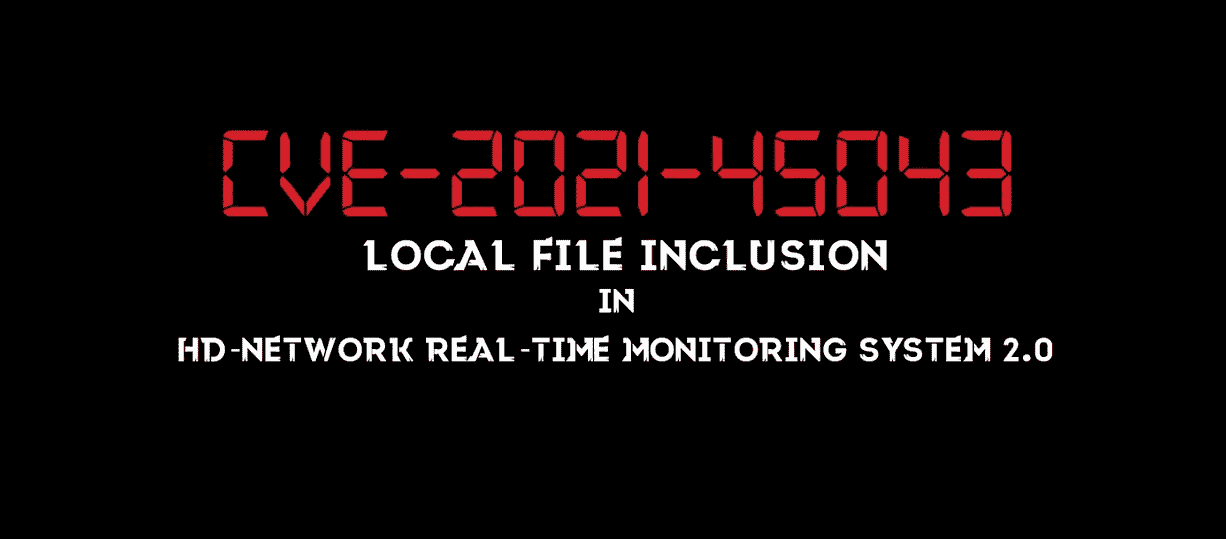 CVE-2021-45043
LOCAL FILE INCLUSION
IN
HD-NETWORK REAL-TIME MONITORING SYSTEM 2.0